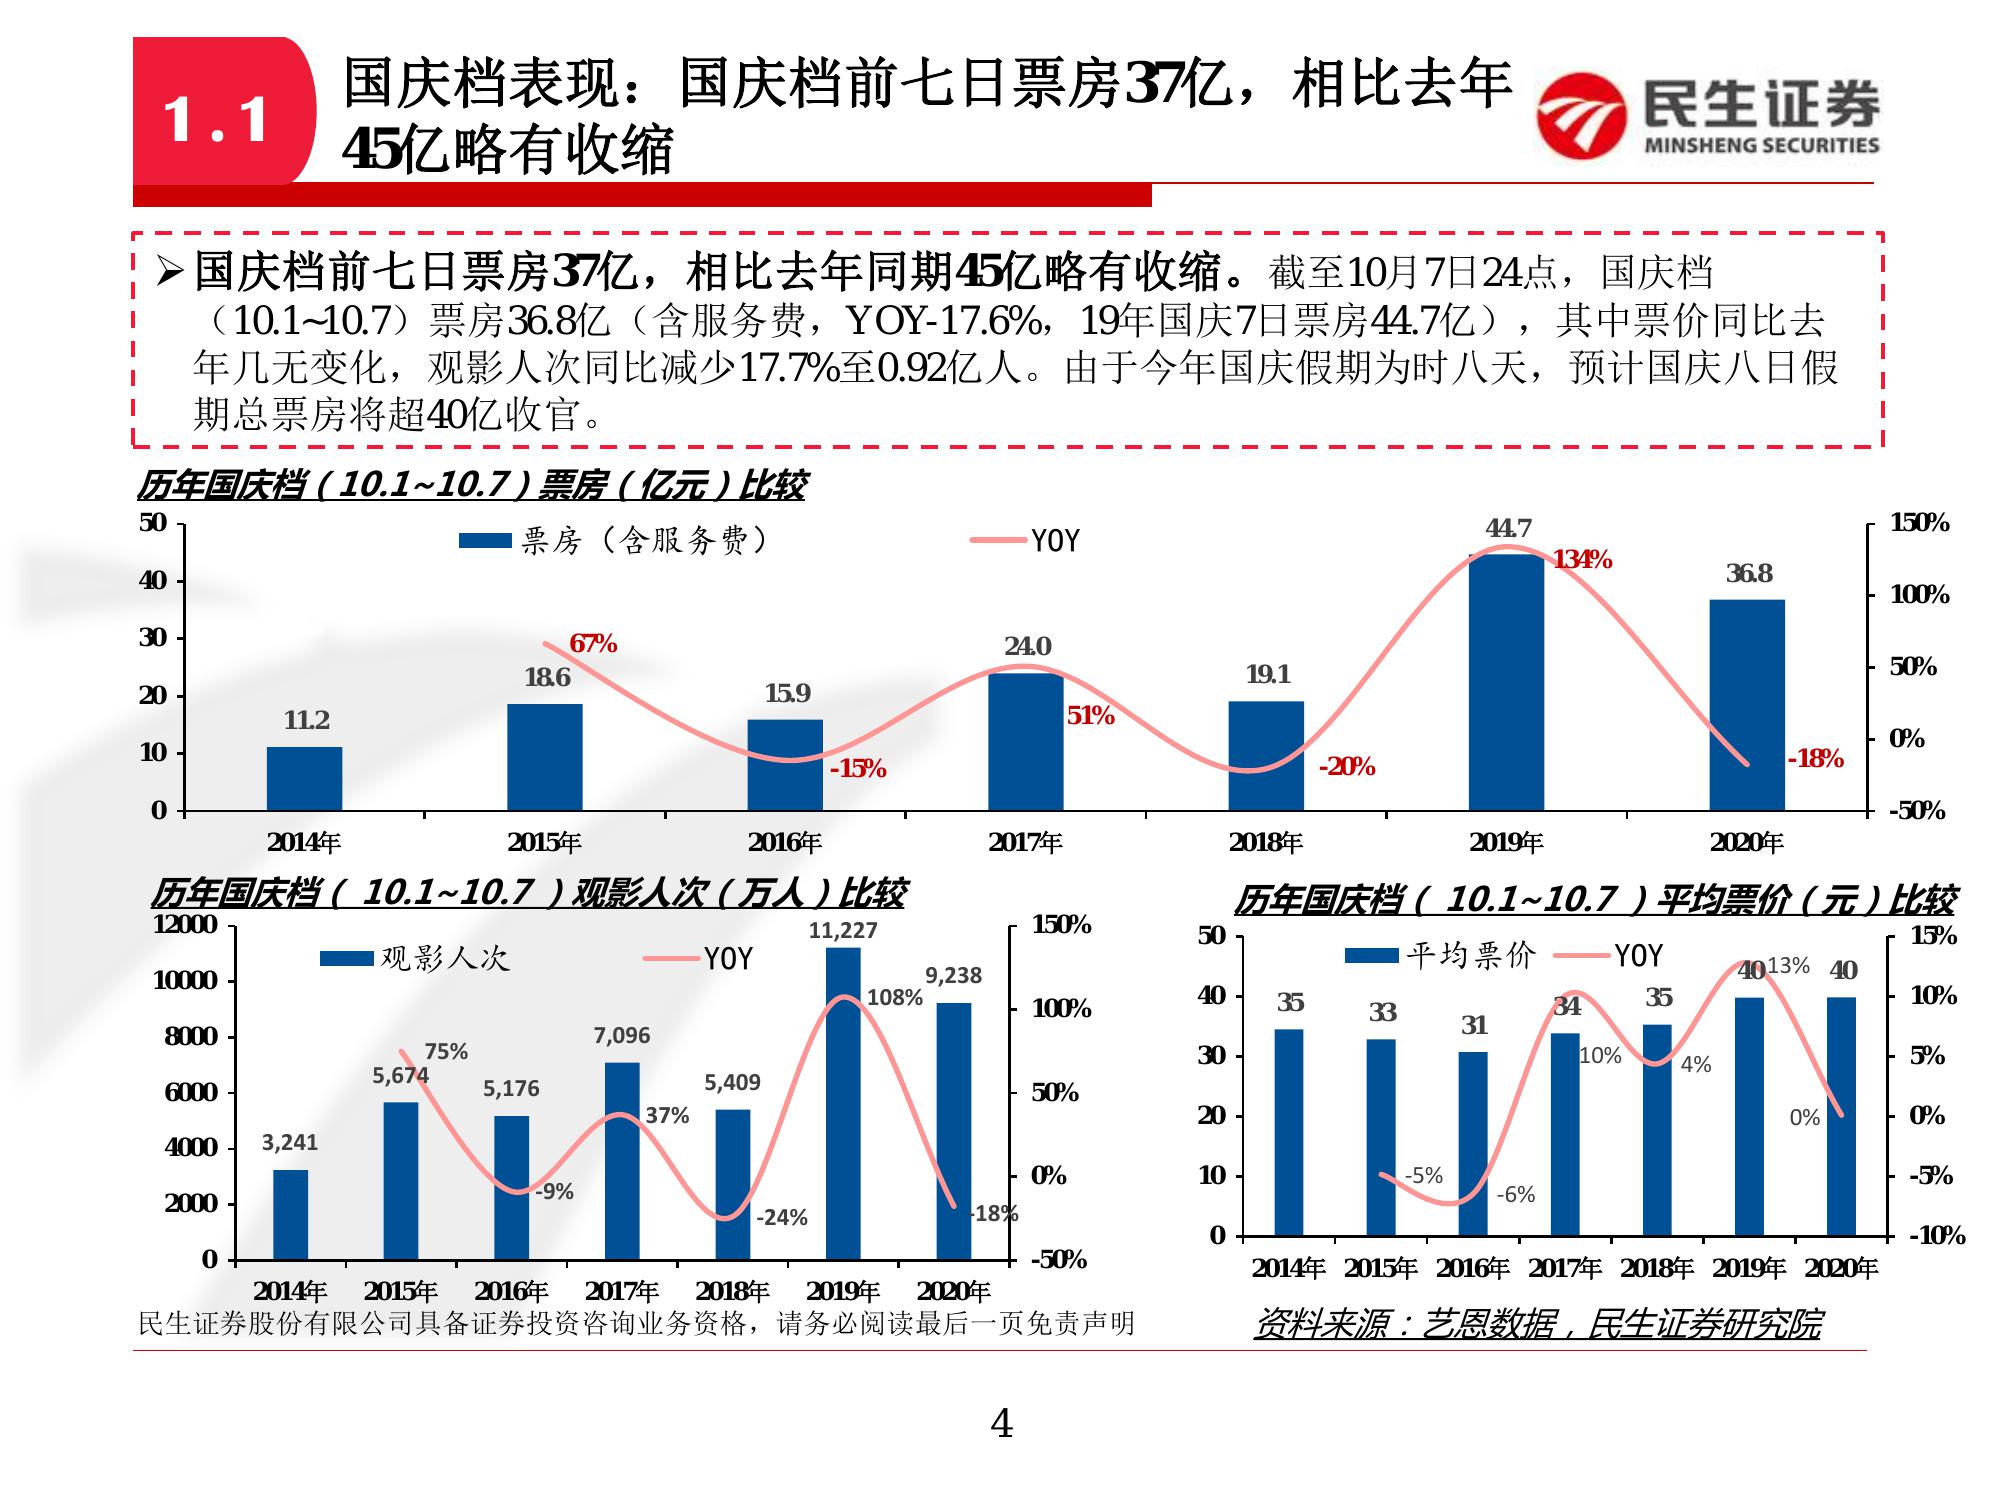 1.1
国庆档表现：国庆档前七日票房37亿，相比去年
45亿略有收缩
民生证券
MINSHENG SECURITIES
➢国庆档前七日票房37亿，相比去年同期45亿略有收缩。截至10月7日24点，国庆档
（10.1~10.7）票房36.8亿（含服务费，YOY-17.6%，19年国庆7日票房44.7亿），其中票价同比去
年几无变化，观影人次同比减少17.7%至0.92亿人。由于今年国庆假期为时八天，预计国庆八日假
期总票房将超40亿收官。
历年国庆档（10.1~10.7）票房（亿元）比较
票房（含服务费） YOY
50
40
30
20
10
0
150%
100%
50%
0%
-50%
11.2 18.6 15.9 24.0 19.1 44.7 36.8
67% -15% 51% -20% 134% -18%
2014年 2015年 2016年 2017年 2018年 2019年 2020年
历年国庆档（ 10.1~10.7 ）观影人次（万人）比较
观影人次 YOY
12000
10000
8000
6000
4000
2000
0
150%
100%
50%
0%
-50%
3,241 5,674 5,176 7,096 5,409 11,227 9,238
75% -9% 37% -24% 108% -18%
2014年 2015年 2016年 2017年 2018年 2019年 2020年
历年国庆档（ 10.1~10.7 ）平均票价（元）比较
平均票价 YOY
50
40
30
20
10
0
15%
10%
5%
0%
-5%
-10%
35 33 31 34 35 40 40
-5% -6% 10% 4% 13% 0%
2014年 2015年 2016年 2017年 2018年 2019年 2020年
民生证券股份有限公司具备证券投资咨询业务资格，请务必阅读最后一页免责声明
资料来源：艺恩数据，民生证券研究院
4